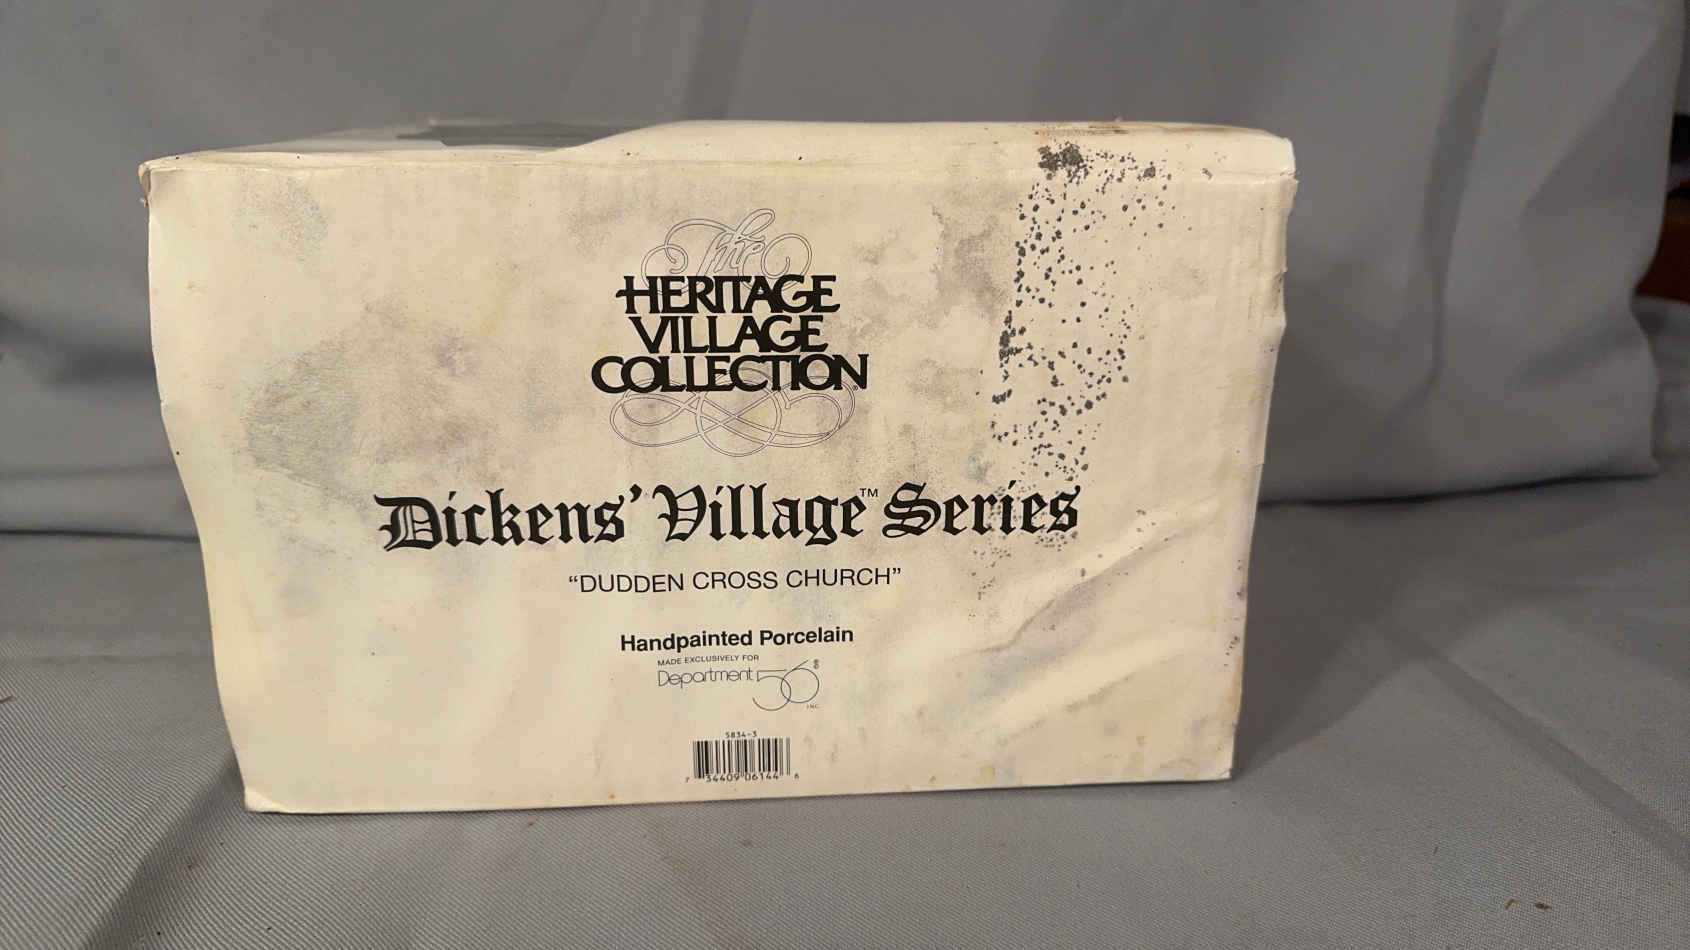 The
HERITAGE
VILLAGE
COLLECTION®
Dickens' Village™ Series
“DUDDEN CROSS CHURCH”
Handpainted Porcelain
MADE EXCLUSIVELY FOR
Department 56®
INC.
5834-3
7 34409 06144 6